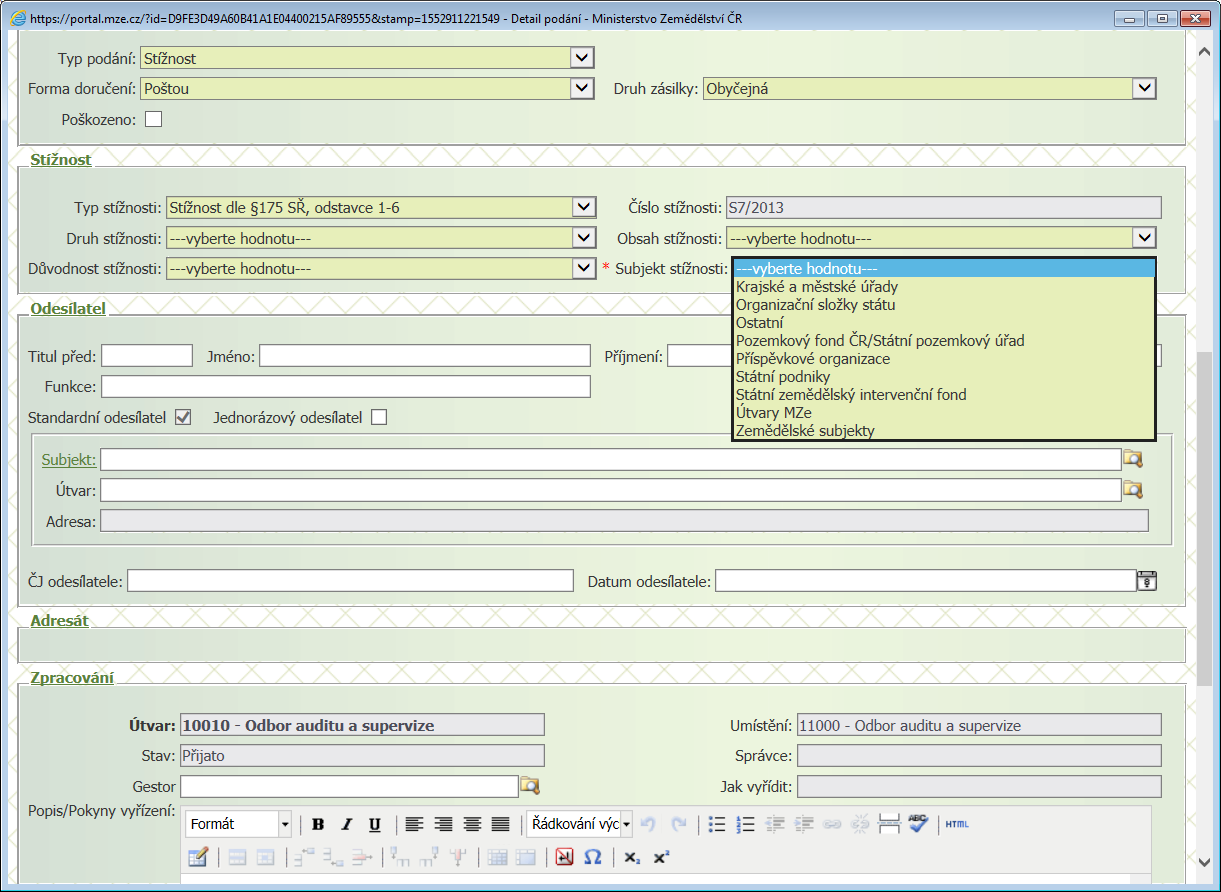 https://portal.mze.cz/?id=D9FE3D49A60B41A1E04400215AF89555&stamp=1552911221549 - Detail podání - Ministerstvo Zemědělství ČR
Typ podání: Stížnost
Forma doručení: Poštou Druh zásilky: Obyčejná
Poškozeno:
Stížnost
Typ stížnosti: Stížnost dle §175 SŘ, odstavce 1-6 Číslo stížnosti: S7/2013
Druh stížnosti: ---vyberte hodnotu--- Obsah stížnosti: ---vyberte hodnotu---
Důvodnost stížnosti: ---vyberte hodnotu--- * Subjekt stížnosti: ---vyberte hodnotu---
Krajské a městské úřady
Organizační složky státu
Ostatní
Pozemkový fond ČR/Státní pozemkový úřad
Příspěvkové organizace
Státní podniky
Státní zemědělský intervenční fond
Útvary MZe
Zemědělské subjekty
Odesílatel
Titul před: Jméno: Příjmení:
Funkce:
Standardní odesílatel Jednorázový odesílatel
Subjekt:
Útvar:
Adresa:
ČJ odesílatele: Datum odesílatele:
Adresát
Zpracování
Útvar: 10010 - Odbor auditu a supervize Umístění: 11000 - Odbor auditu a supervize
Stav: Přijato Správce:
Gestor Jak vyřídit:
Popis/Pokyny vyřízení:
Formát B I U Řádkování výc ABC HTML
Ω x₂ x²